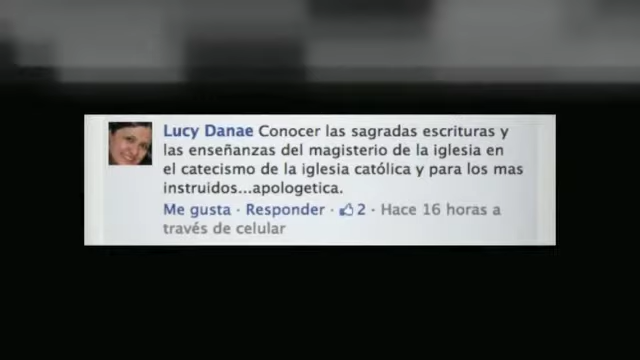 Lucy Danae Conocer las sagradas escrituras y
las enseñanzas del magisterio de la iglesia en
el catecismo de la iglesia católica y para los mas
instruidos...apologetica.
Me gusta · Responder · 2 · Hace 16 horas a
través de celular